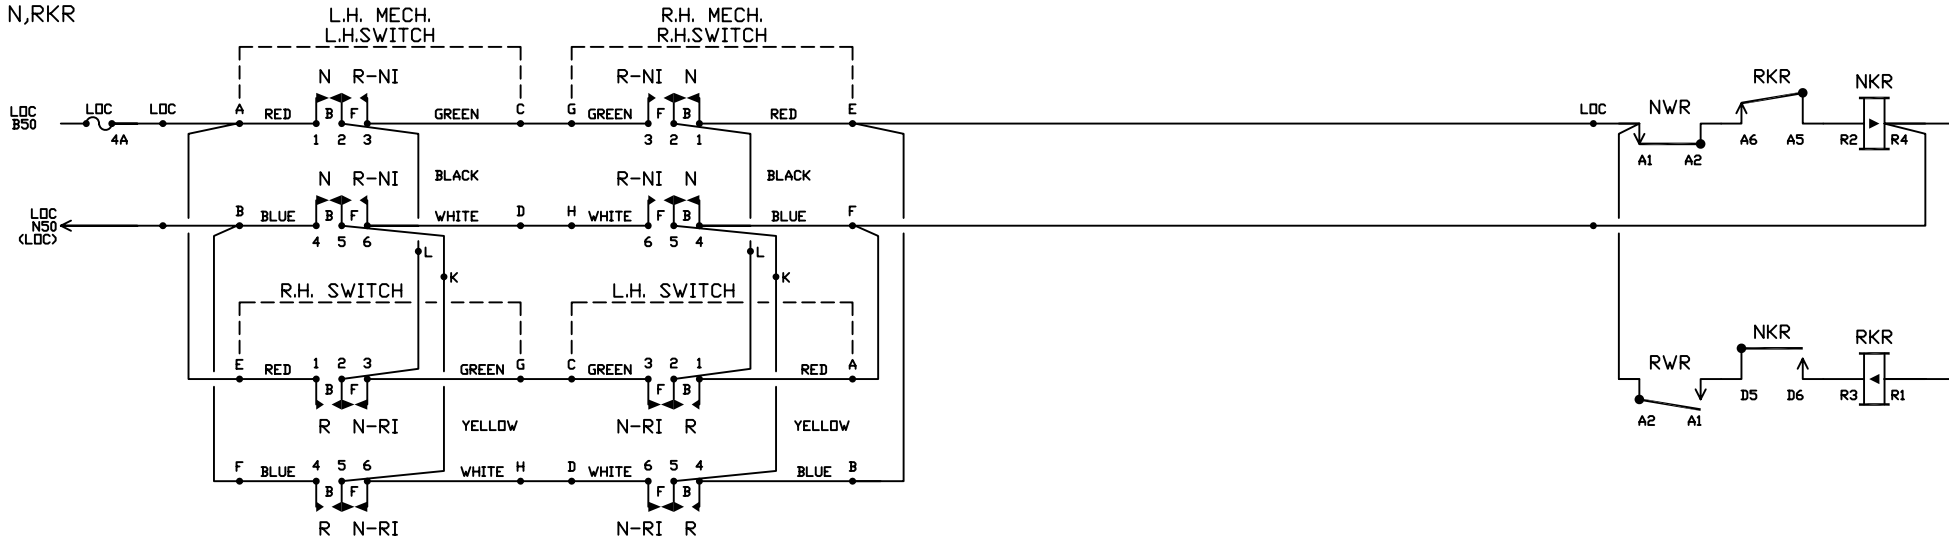 N,RKR
L.H. MECH. R.H. MECH.
L.H.SWITCH R.H.SWITCH
N R-NI R-NI N RKR NKR
LOC LOC LOC A RED B F GREEN C G GREEN F B RED E LOC NWR
B50
4A 1 2 3 3 2 1 A6 A5 R2 R4
A1 A2
BLACK BLACK
N R-NI R-NI N
LOC B BLUE B F WHITE D H WHITE F B BLUE F
N50
(LOC) 4 5 6 6 5 4
L L
K K
R.H. SWITCH L.H. SWITCH
NKR RKR
E RED 1 2 3 GREEN G C GREEN 3 2 1 RED A RWR
B F F B D5 D6 R3 R1
R N-RI YELLOW N-RI R YELLOW A2 A1
F BLUE 4 5 6 WHITE H D WHITE 6 5 4 BLUE B
B F F B
R N-RI N-RI R